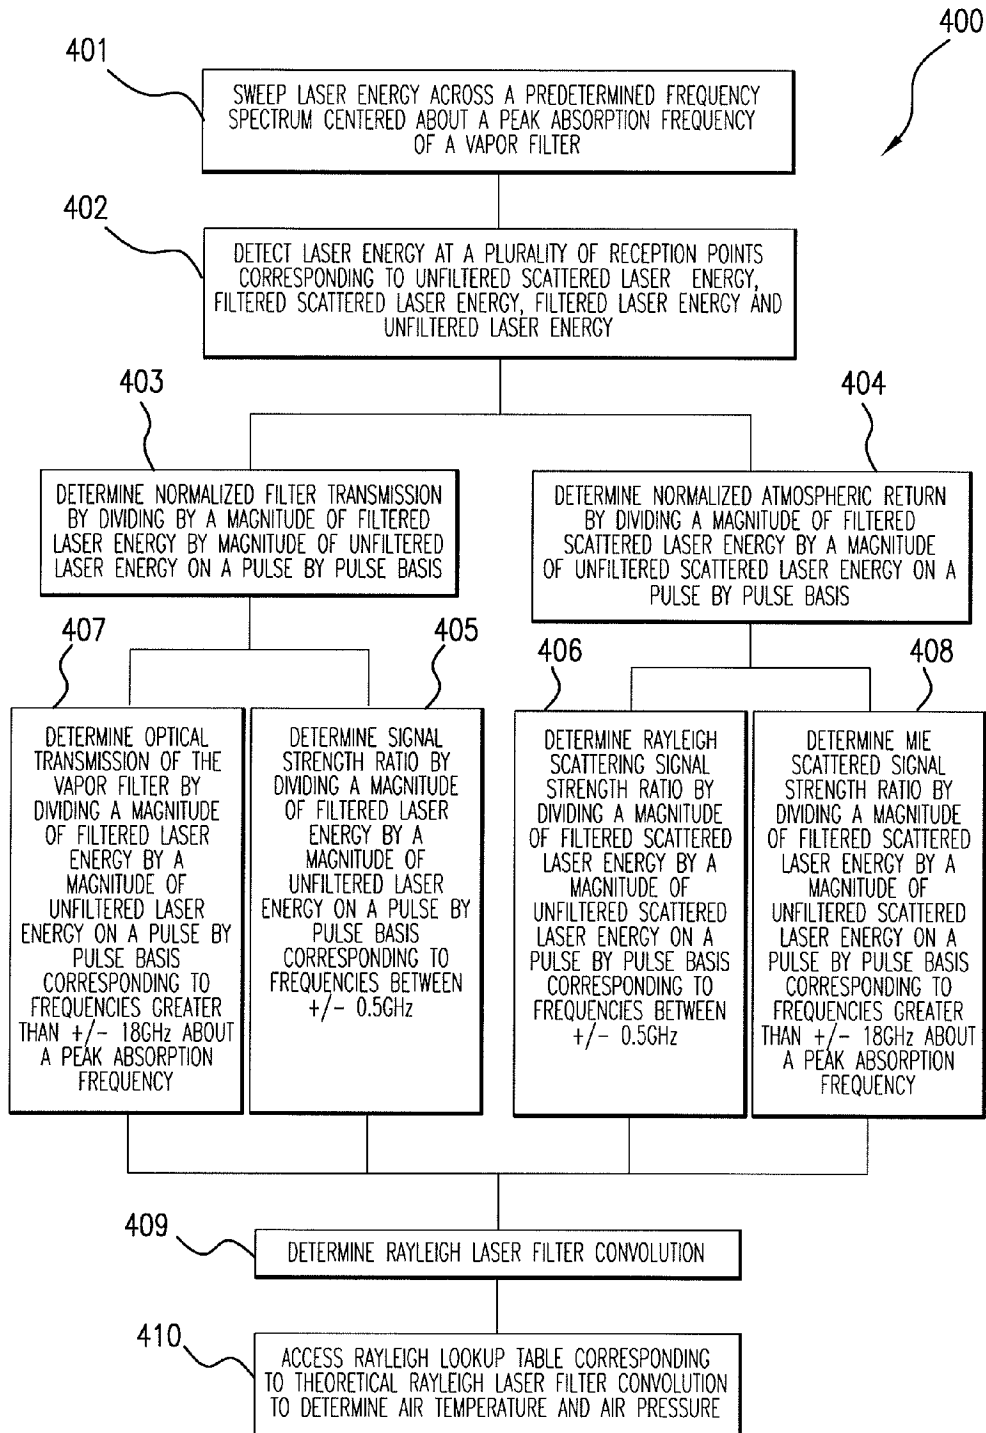 400
401
SWEEP LASER ENERGY ACROSS A PREDETERMINED FREQUENCY
SPECTRUM CENTERED ABOUT A PEAK ABSORPTION FREQUENCY
OF A VAPOR FILTER
402
DETECT LASER ENERGY AT A PLURALITY OF RECEPTION POINTS
CORRESPONDING TO UNFILTERED SCATTERED LASER ENERGY,
FILTERED SCATTERED LASER ENERGY, FILTERED LASER ENERGY AND
UNFILTERED LASER ENERGY
403
DETERMINE NORMALIZED FILTER TRANSMISSION
BY DIVIDING BY A MAGNITUDE OF FILTERED
LASER ENERGY BY MAGNITUDE OF UNFILTERED
LASER ENERGY ON A PULSE BY PULSE BASIS
404
DETERMINE NORMALIZED ATMOSPHERIC RETURN
BY DIVIDING A MAGNITUDE OF FILTERED
SCATTERED LASER ENERGY BY A MAGNITUDE
OF UNFILTERED SCATTERED LASER ENERGY ON A
PULSE BY PULSE BASIS
407
DETERMINE OPTICAL
TRANSMISSION OF THE
VAPOR FILTER BY
DIVIDING A MAGNITUDE
OF FILTERED LASER
ENERGY BY A
MAGNITUDE OF
UNFILTERED LASER
ENERGY ON A PULSE BY
PULSE BASIS
CORRESPONDING TO
FREQUENCIES GREATER
THAN +/- 18GHz ABOUT
A PEAK ABSORPTION
FREQUENCY
405
DETERMINE SIGNAL
STRENGTH RATIO BY
DIVIDING A MAGNITUDE
OF FILTERED LASER
ENERGY BY A
MAGNITUDE OF
UNFILTERED LASER
ENERGY ON A PULSE BY
PULSE BASIS
CORRESPONDING TO
FREQUENCIES BETWEEN
+/- 0.5GHz
406
DETERMINE RAYLEIGH
SCATTERING SIGNAL
STRENGTH RATIO BY
DIVIDING A MAGNITUDE
OF FILTERED SCATTERED
LASER ENERGY BY A
MAGNITUDE OF
UNFILTERED SCATTERED
LASER ENERGY ON A
PULSE BY PULSE BASIS
CORRESPONDING TO
FREQUENCIES BETWEEN
+/- 0.5GHz
408
DETERMINE MIE
SCATTERED SIGNAL
STRENGTH RATIO BY
DIVIDING A MAGNITUDE
OF FILTERED SCATTERED
LASER ENERGY BY A
MAGNITUDE OF
UNFILTERED SCATTERED
LASER ENERGY ON A
PULSE BY PULSE BASIS
CORRESPONDING TO
FREQUENCIES GREATER
THAN +/- 18GHz ABOUT
A PEAK ABSORPTION
FREQUENCY
409
DETERMINE RAYLEIGH LASER FILTER CONVOLUTION
410
ACCESS RAYLEIGH LOOKUP TABLE CORRESPONDING
TO THEORETICAL RAYLEIGH LASER FILTER CONVOLUTION
TO DETERMINE AIR TEMPERATURE AND AIR PRESSURE